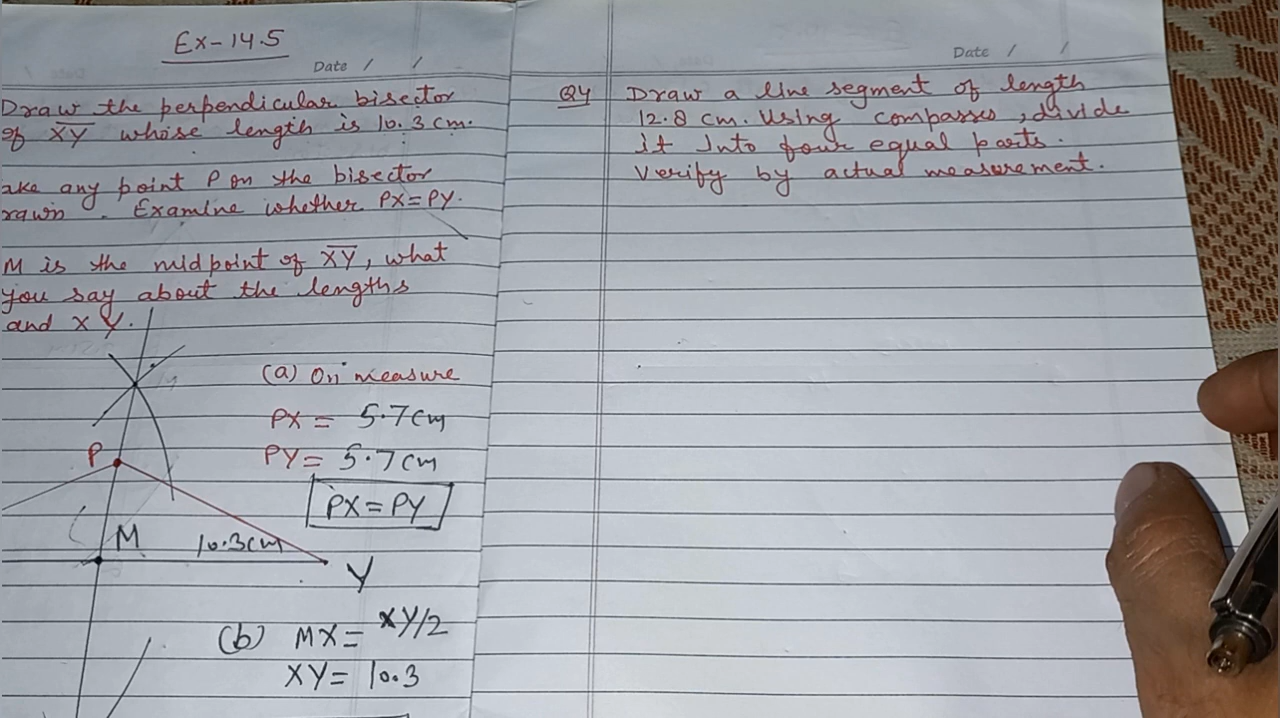 Ex-14.5
Date / /
Draw the perpendicular bisector
of XY whose length is 10.3 cm.
ake any point P on the bisector
rawn. Examine whether PX=PY.
M is the midpoint of XY, what
you say about the lengths
and XY.
(a) On measure
PX = 5.7cm
PY= 5.7cm
PX=PY
P
M
10.3cm
Y
(b) MX= XY/2
XY= 10.3
Date / /
Q4 Draw a line segment of length
12.8 cm. Using compasses, divide
it Into four equal parts.
Verify by actual measurement.